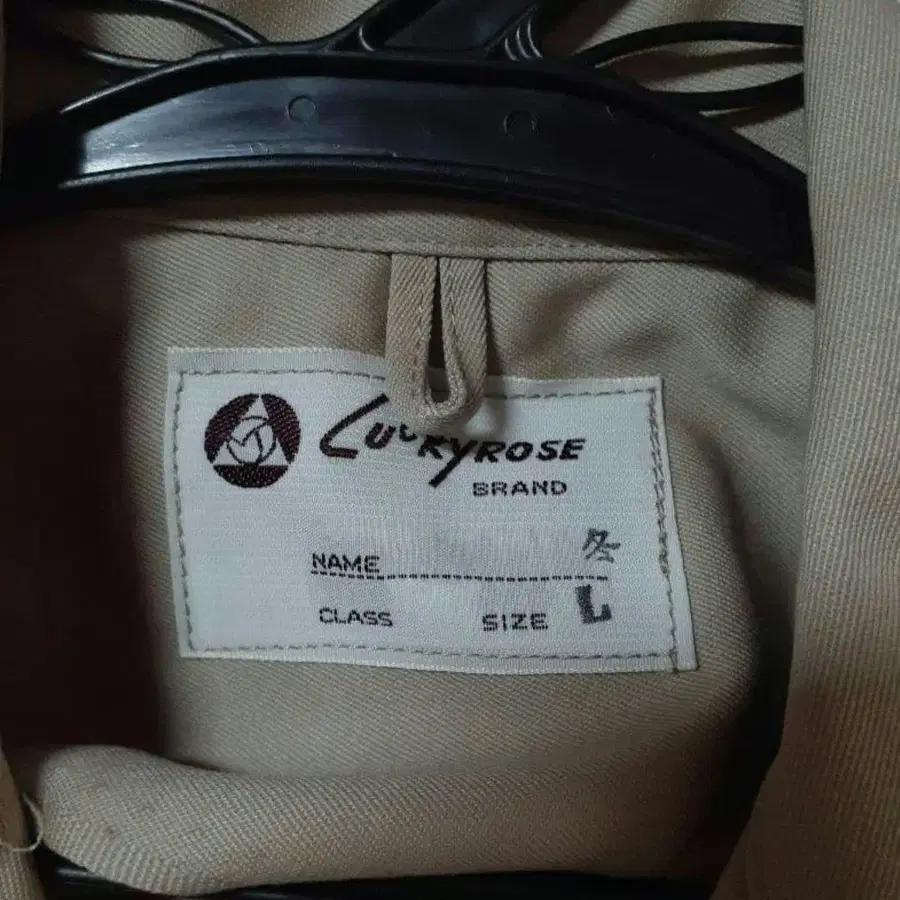 LUCKYROSE
BRAND
NAME 冬
CLASS SIZE L